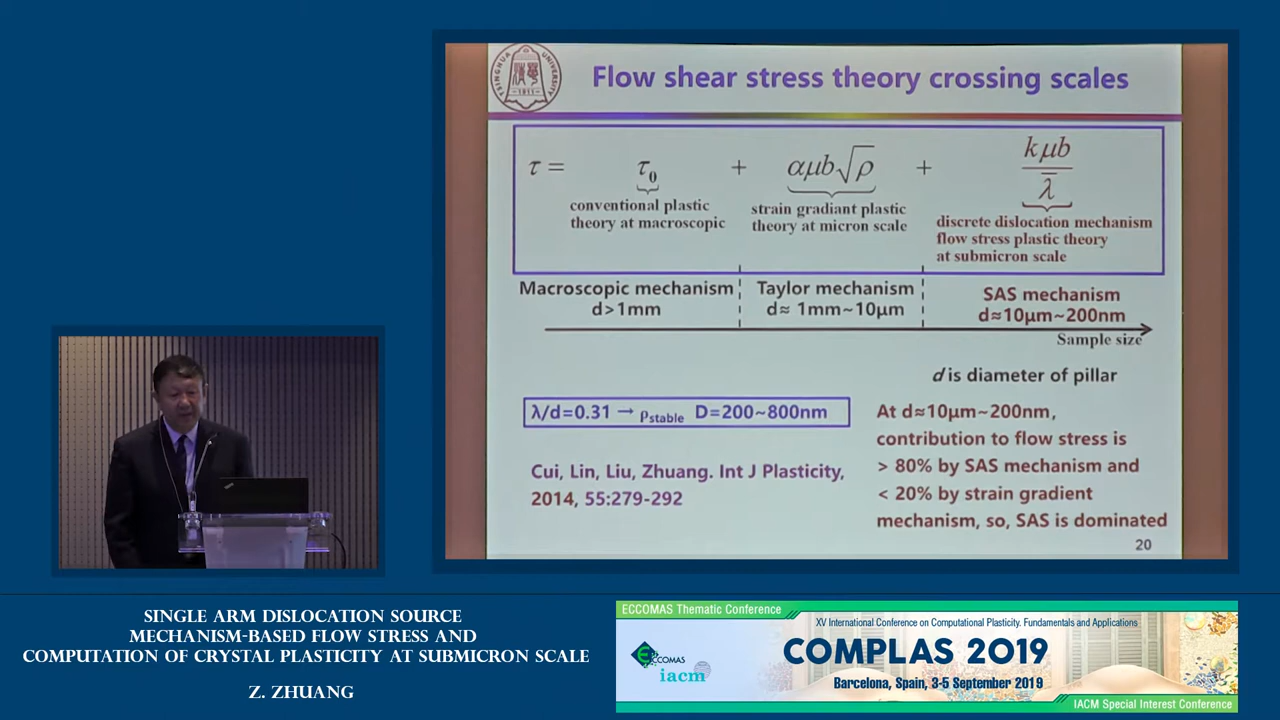 TSINGHUA UNIVERSITY
-1911-
Flow shear stress theory crossing scales
τ = τ₀ + αμb√ρ + kμb / λ̄
conventional plastic
theory at macroscopic
strain gradiant plastic
theory at micron scale
discrete dislocation mechanism
flow stress plastic theory
at submicron scale
Macroscopic mechanism
d>1mm
Taylor mechanism
d≈ 1mm~10μm
SAS mechanism
d≈10μm~200nm
Sample size
d is diameter of pillar
λ/d=0.31 → ρstable D=200~800nm
Cui, Lin, Liu, Zhuang. Int J Plasticity,
2014, 55:279-292
At d≈10μm~200nm,
contribution to flow stress is
> 80% by SAS mechanism and
< 20% by strain gradient
mechanism, so, SAS is dominated
20
SINGLE ARM DISLOCATION SOURCE
MECHANISM-BASED FLOW STRESS AND
COMPUTATION OF CRYSTAL PLASTICITY AT SUBMICRON SCALE
Z. ZHUANG
ECCOMAS Thematic Conference
XV International Conference on Computational Plasticity. Fundamentals and Applications
ECCOMAS
iacm
COMPLAS 2019
Barcelona, Spain, 3-5 September 2019
IACM Special Interest Conference